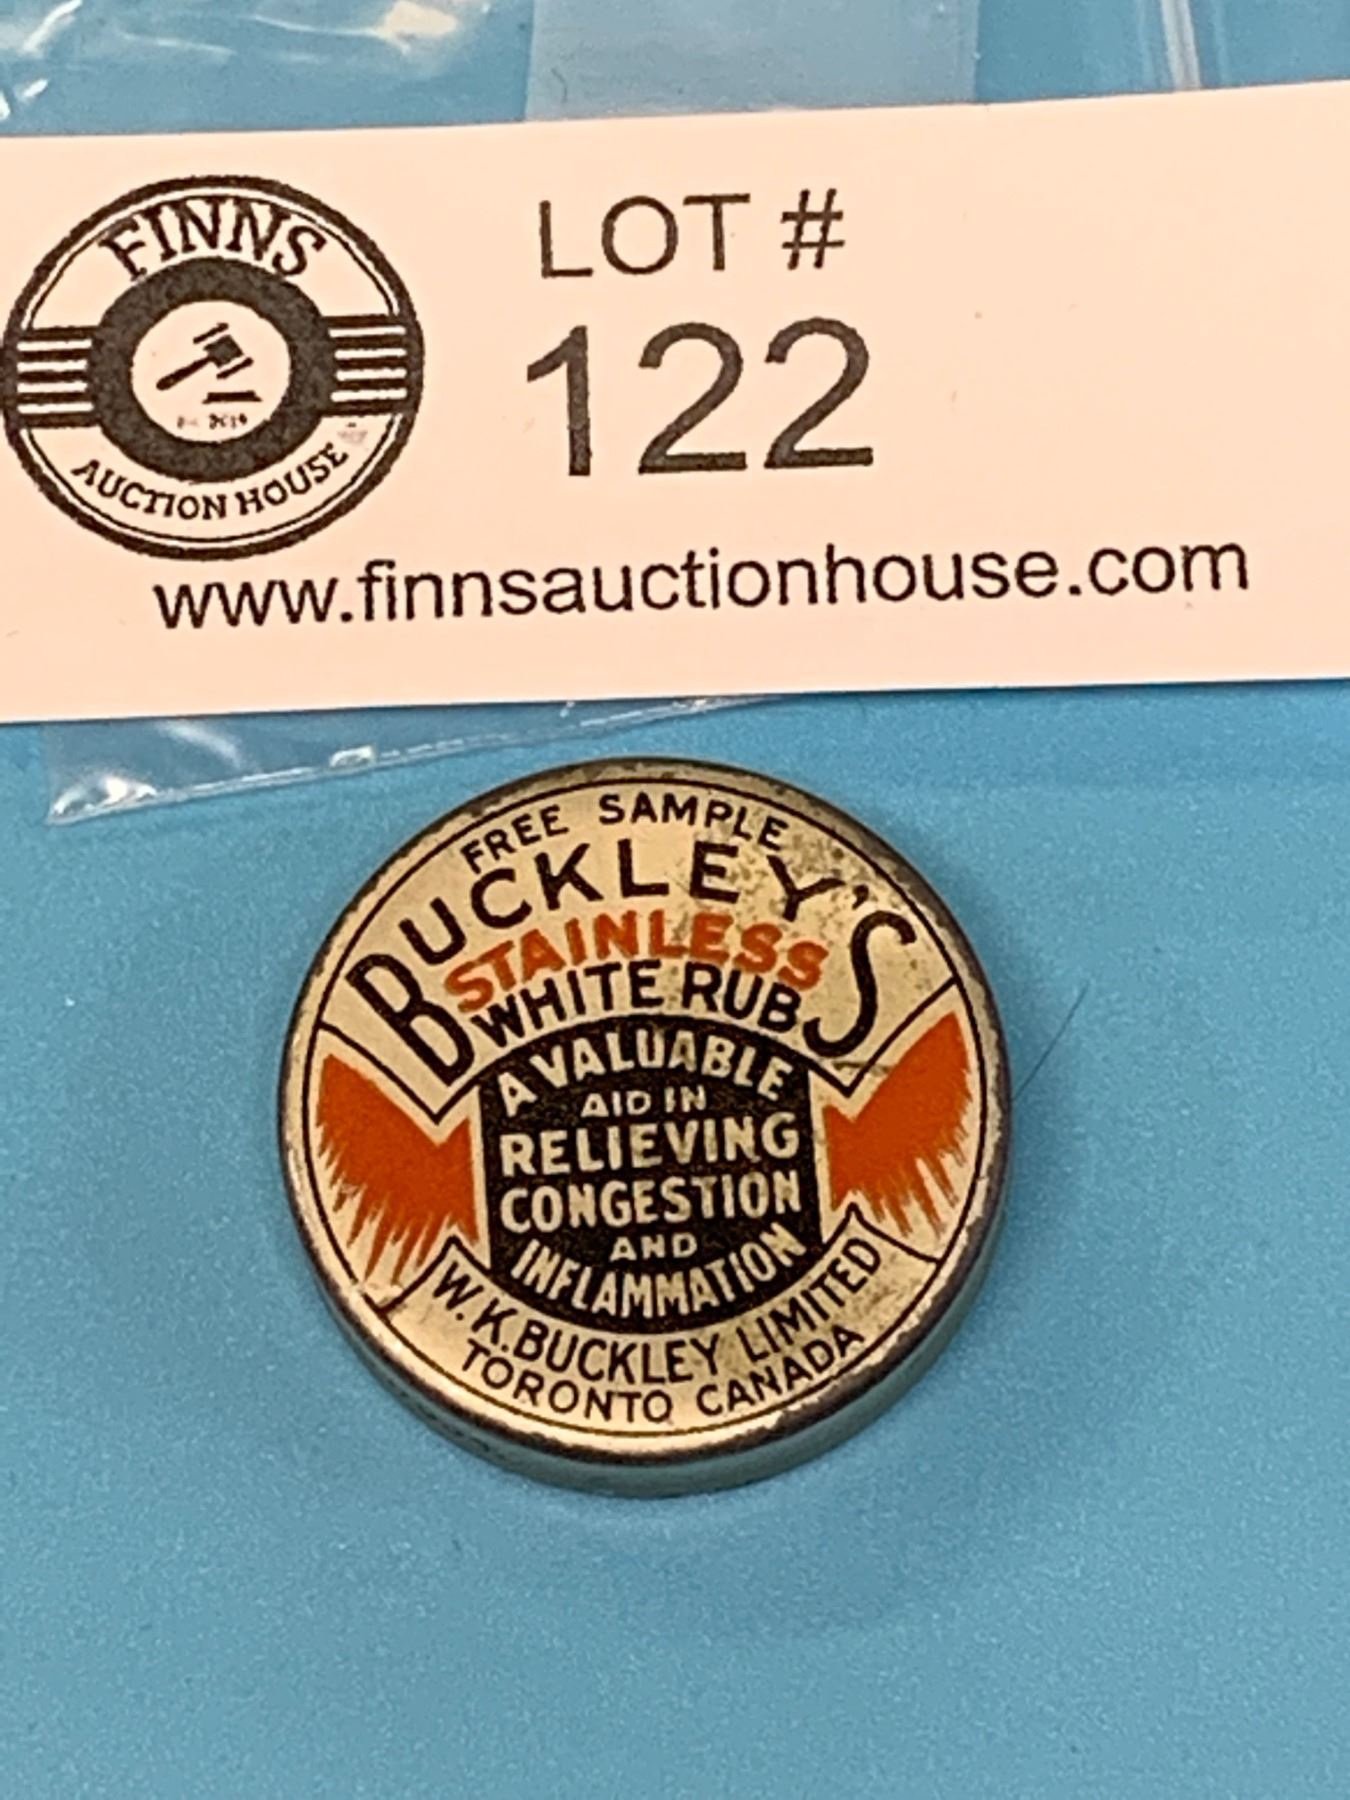 FINNS
AUCTION HOUSE
LOT #
122
www.finnsauctionhouse.com
FREE SAMPLE
BUCKLEY'S
STAINLESS
WHITE RUB
A VALUABLE
AID IN
RELIEVING
CONGESTION
AND
INFLAMMATION
W.K.BUCKLEY LIMITED
TORONTO CANADA